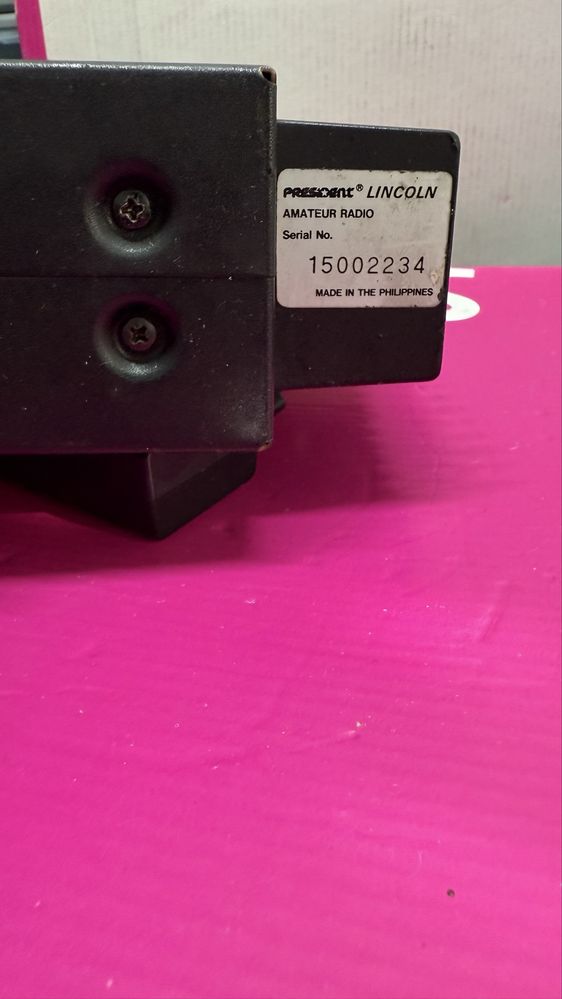 PRESIDENT® LINCOLN
AMATEUR RADIO
Serial No.
15002234
MADE IN THE PHILIPPINES